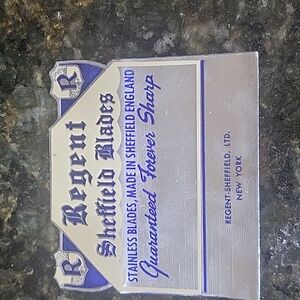 R
R
Regent
Sheffield Blades
STAINLESS BLADES, MADE IN SHEFFIELD ENGLAND
Guaranteed Forever Sharp
REGENT-SHEFFIELD, LTD.
NEW YORK